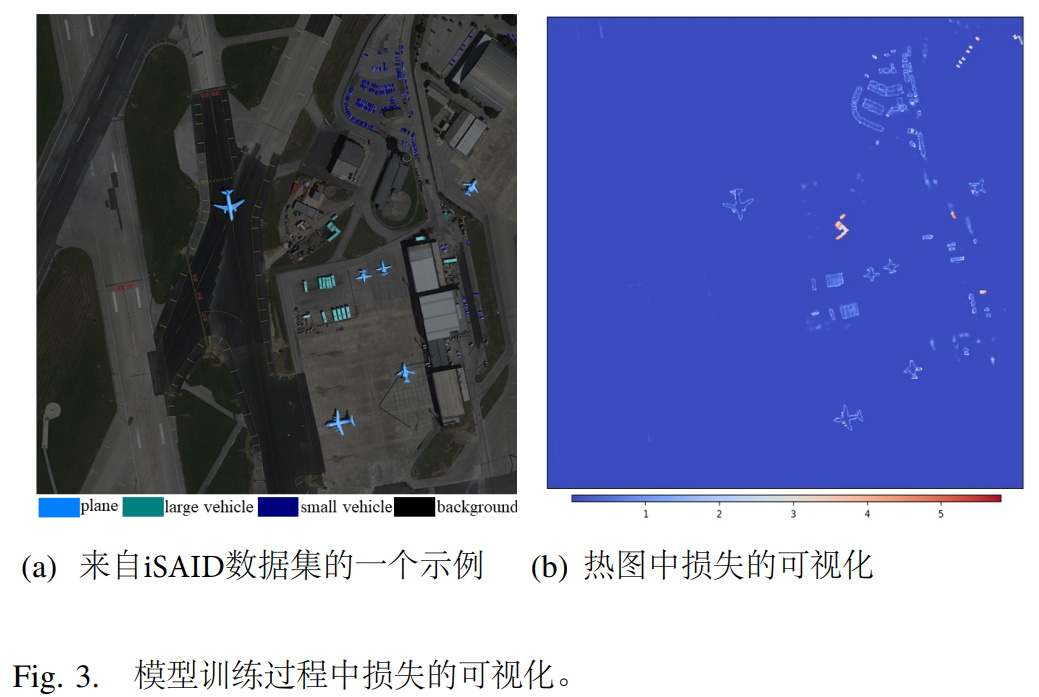 plane large vehicle small vehicle background
1 2 3 4 5
(a) 来自iSAID数据集的一个示例 (b) 热图中损失的可视化
Fig. 3. 模型训练过程中损失的可视化。